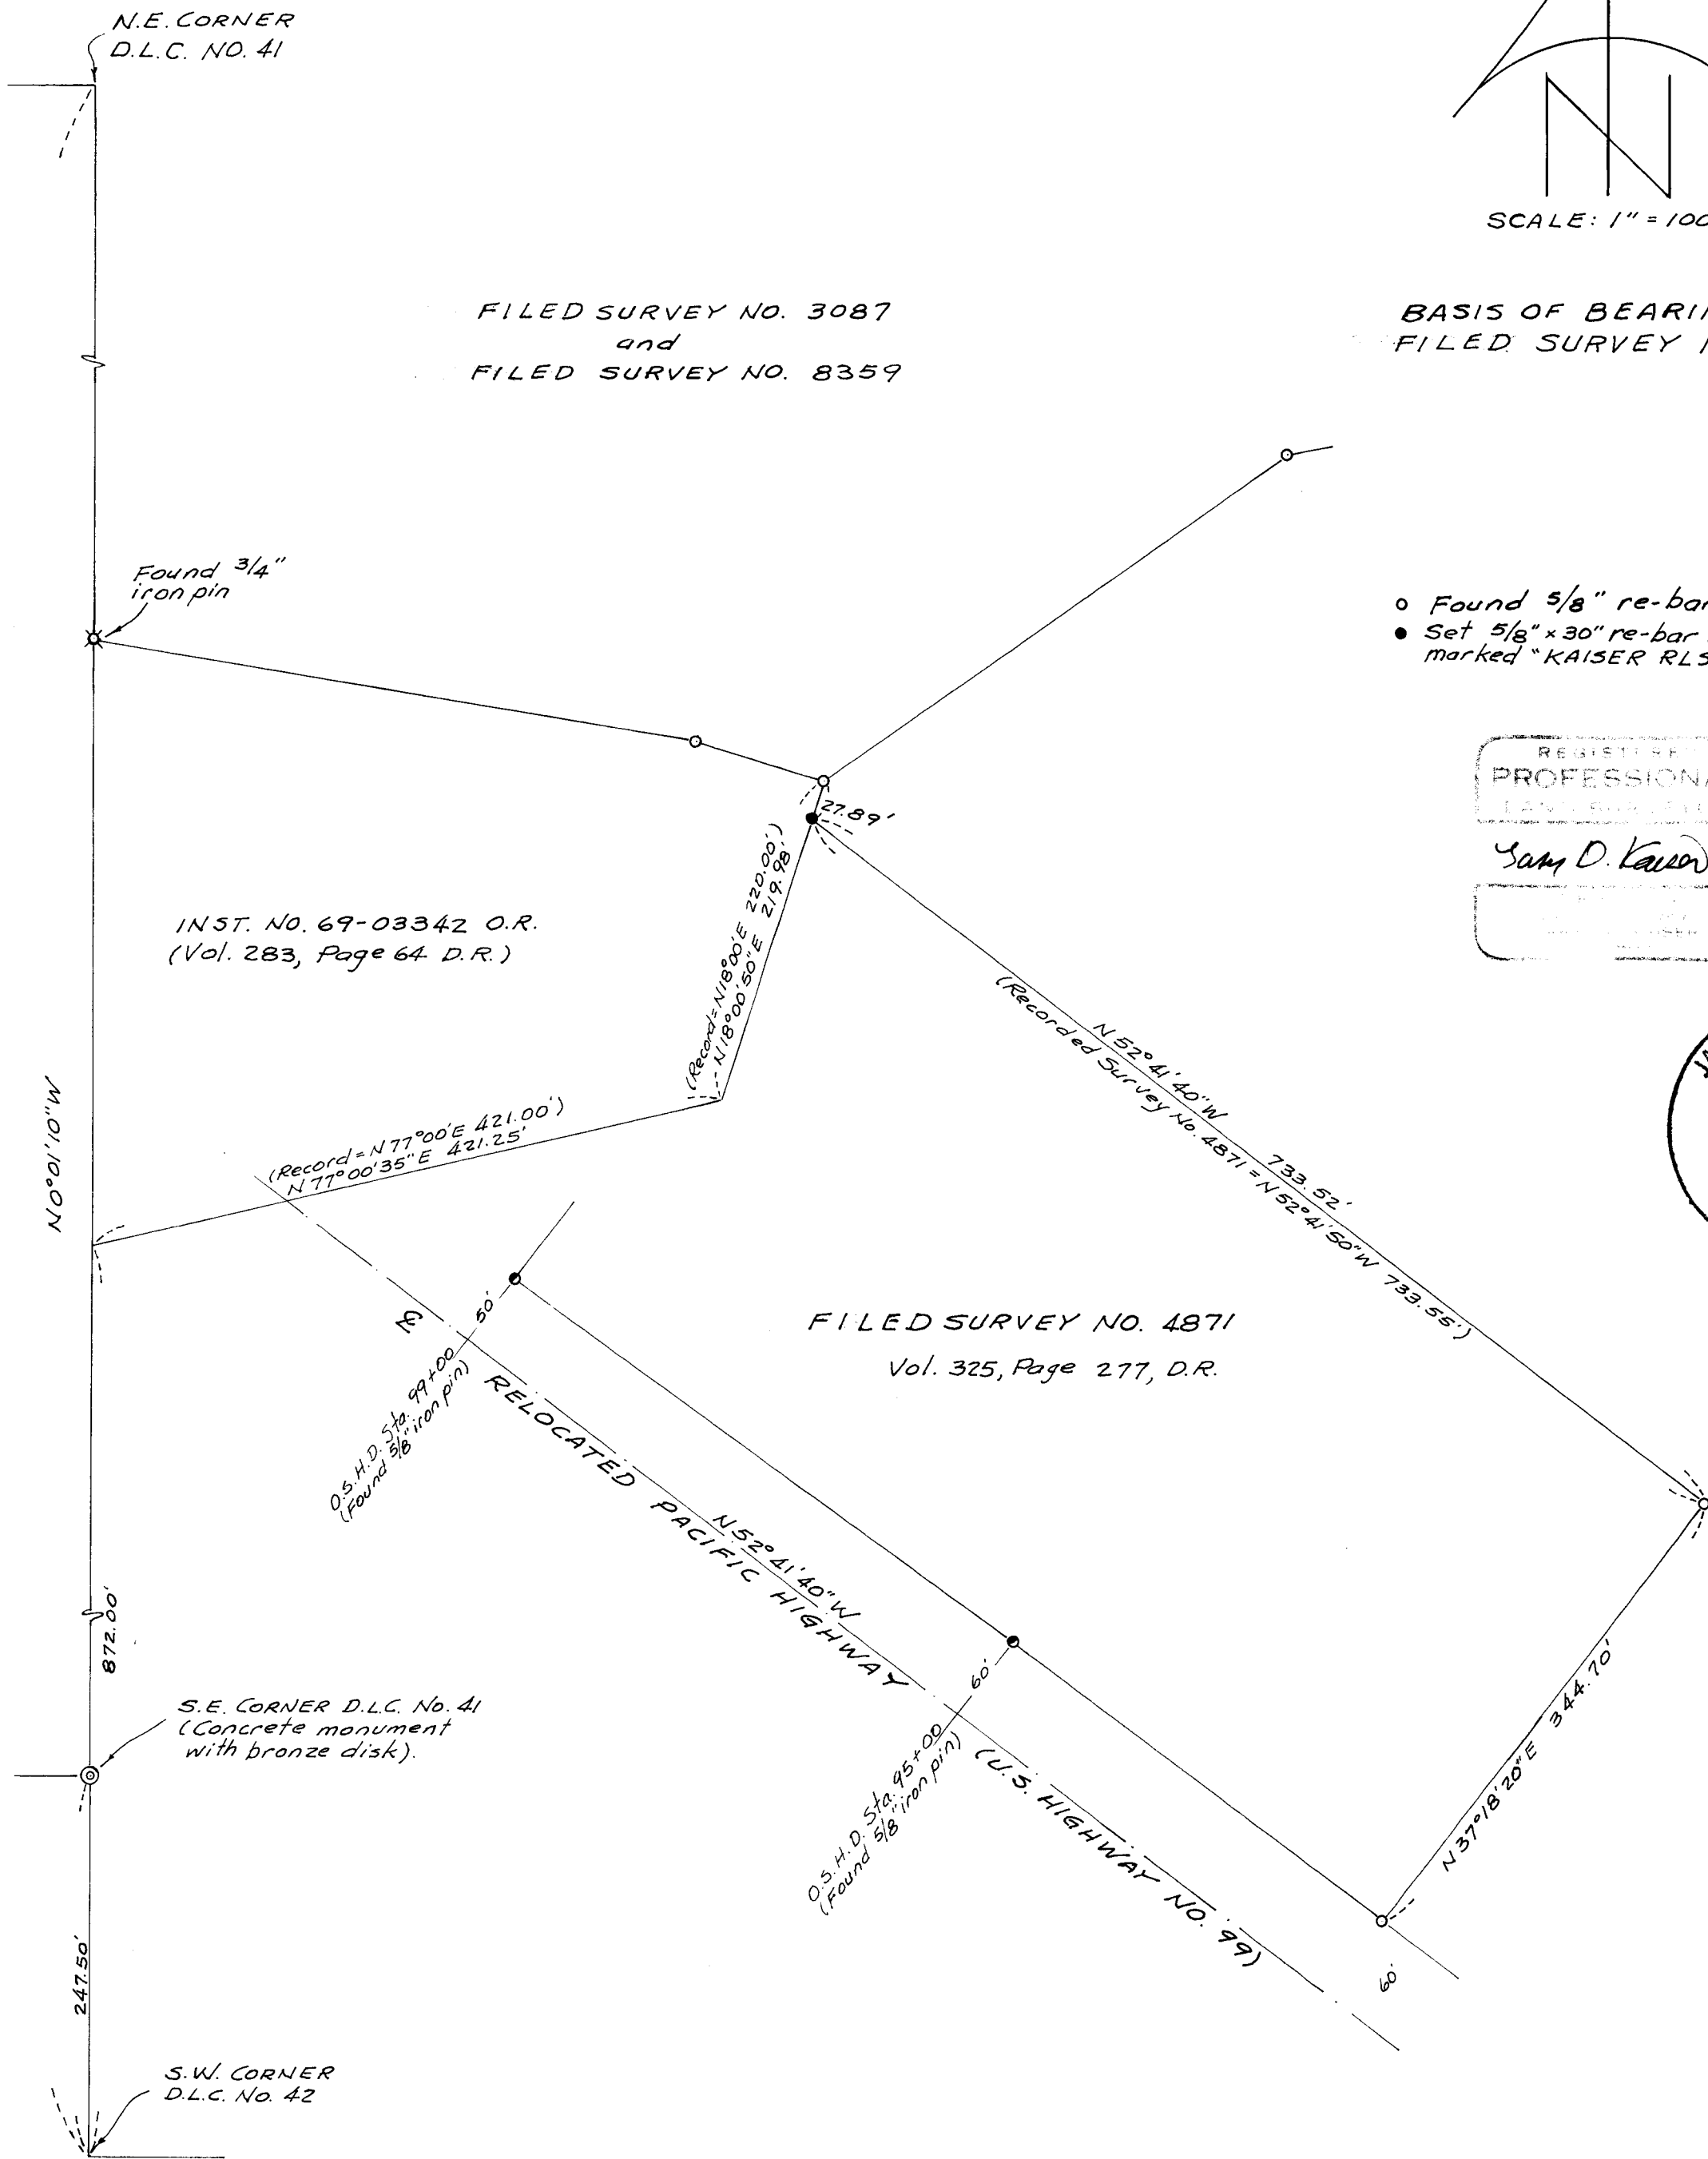 N.E. CORNER
D.L.C. NO. 41
N
SCALE: 1" = 100
FILED SURVEY NO. 3087
and
FILED SURVEY NO. 8359
BASIS OF
FILED SURVEY
Found 3/4"
iron pin
Found 5/8" re-bar
Set 5/8" x 30" re-bar
marked "KAISER RLS
27.89'
PROFESSIONA
(Record=N18°00'E 220.00')
N18°00'50"E 219.98'
INST. NO. 69-03342 O.R.
(Vol. 283, Page 64 D.R.)
N52°41'40"W 733.52'
(Recorded Survey No. 4871 = N52°41'50"W 733.55')
N0°01'10"W
(Record=N77°00'E 421.00')
N77°00'35"E 421.25'
50'
O.S.H.D. Sta. 99+00
(Found 5/8" iron pin)
FILED SURVEY NO. 4871
Vol. 325, Page 277, D.R.
N52°41'40"W
RELOCATED PACIFIC HIGHWAY
(U.S. HIGHWAY NO. 99)
872.00'
60'
O.S.H.D. Sta. 95+00
(Found 5/8" iron pin)
N37°18'20"E 344.70'
S.E. CORNER D.L.C. No. 41
(Concrete monument
with bronze disk).
60'
247.50'
S.W. CORNER
D.L.C. No. 42